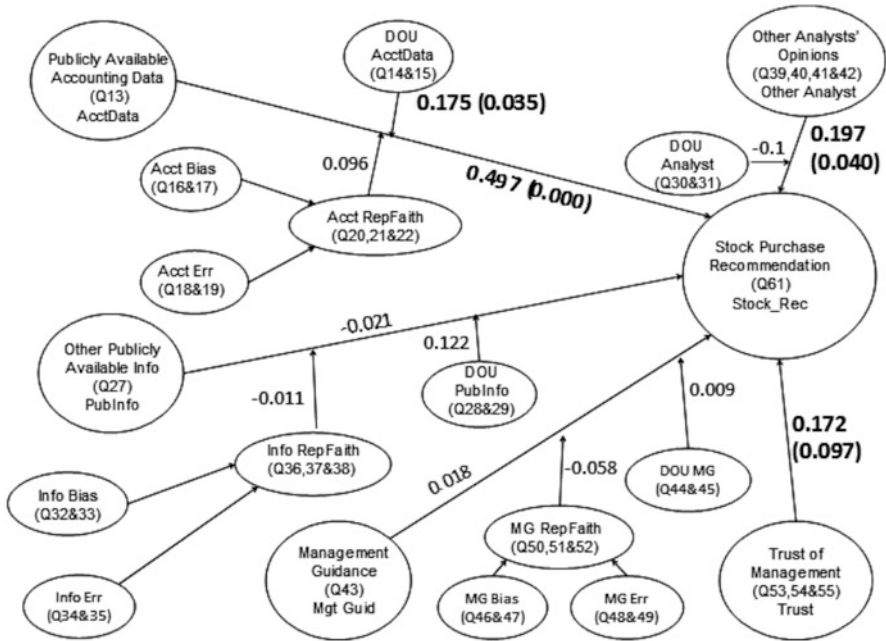 Publicly Available
Accounting Data
(Q13)
AcctData
DOU
AcctData
(Q14&15)
0.175 (0.035)
Other Analysts'
Opinions
(Q39,40,41&42)
Other Analyst
0.197
(0.040)
-0.1
DOU
Analyst
(Q30&31)
0.497 (0.000)
0.096
Acct Bias
(Q16&17)
Acct RepFaith
(Q20,21&22)
Acct Err
(Q18&19)
Stock Purchase
Recommendation
(Q61)
Stock_Rec
-0.021
Other Publicly
Available Info
(Q27)
PubInfo
0.122
DOU
PubInfo
(Q28&29)
-0.011
Info RepFaith
(Q36,37&38)
Info Bias
(Q32&33)
Info Err
(Q34&35)
0.018
Management
Guidance
(Q43)
Mgt Guid
-0.058
MG RepFaith
(Q50,51&52)
MG Bias
(Q46&47)
MG Err
(Q48&49)
0.009
DOU MG
(Q44&45)
0.172
(0.097)
Trust of
Management
(Q53,54&55)
Trust